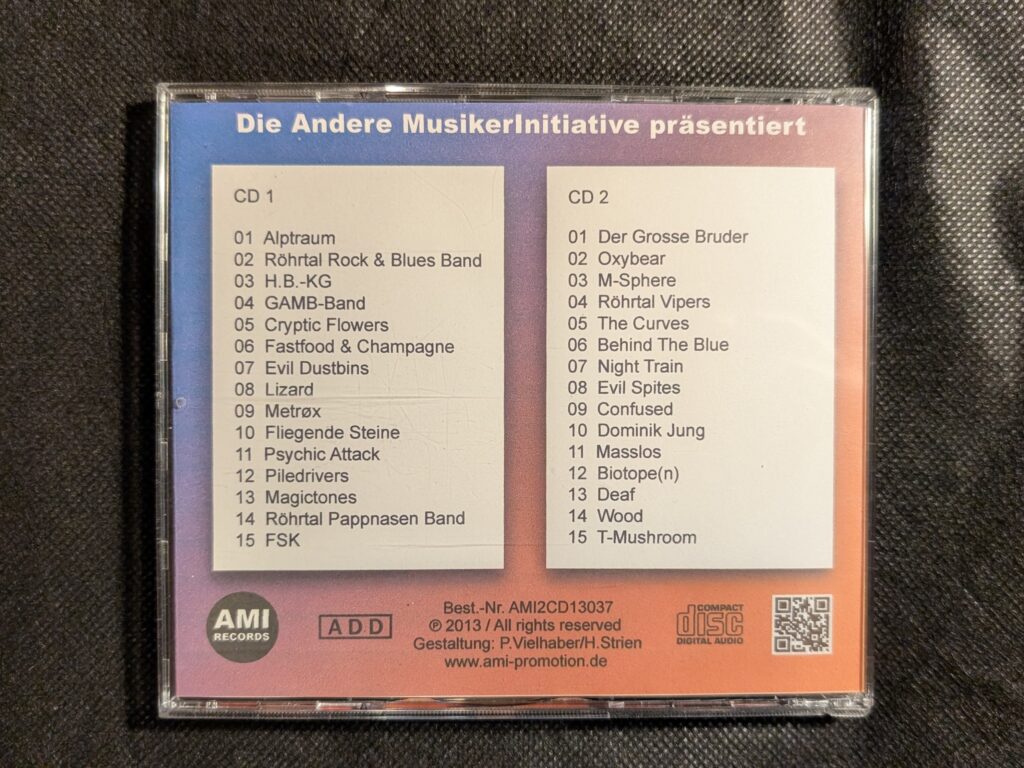 Die Andere MusikerInitiative präsentiert
CD 1
01 Alptraum
02 Röhrtal Rock & Blues Band
03 H.B.-KG
04 GAMB-Band
05 Cryptic Flowers
06 Fastfood & Champagne
07 Evil Dustbins
08 Lizard
09 Metrøx
10 Fliegende Steine
11 Psychic Attack
12 Piledrivers
13 Magictones
14 Röhrtal Pappnasen Band
15 FSK
CD 2
01 Der Grosse Bruder
02 Oxybear
03 M-Sphere
04 Röhrtal Vipers
05 The Curves
06 Behind The Blue
07 Night Train
08 Evil Spites
09 Confused
10 Dominik Jung
11 Masslos
12 Biotope(n)
13 Deaf
14 Wood
15 T-Mushroom
AMI
RECORDS
ADD
Best.-Nr. AMI2CD13037
℗ 2013 / All rights reserved
Gestaltung: P.Vielhaber/H.Strien
www.ami-promotion.de
COMPACT
disc
DIGITAL AUDIO